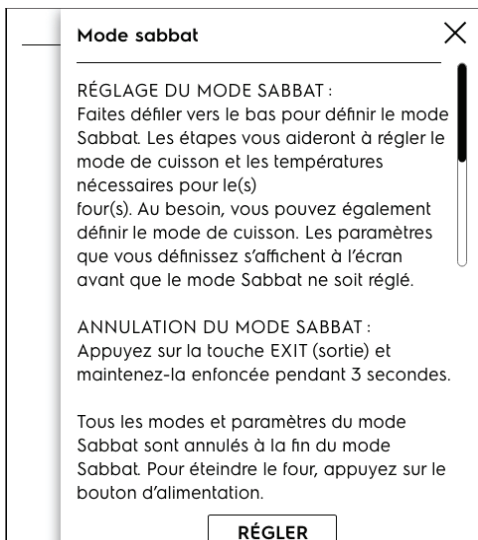 Mode sabbat
RÉGLAGE DU MODE SABBAT :
Faites défiler vers le bas pour définir le mode
Sabbat. Les étapes vous aideront à régler le
mode de cuisson et les températures
nécessaires pour le(s)
four(s). Au besoin, vous pouvez également
définir le mode de cuisson. Les paramètres
que vous définissez s’affichent à l’écran
avant que le mode Sabbat ne soit réglé.
ANNULATION DU MODE SABBAT :
Appuyez sur la touche EXIT (sortie) et
maintenez-la enfoncée pendant 3 secondes.
Tous les modes et paramètres du mode
Sabbat sont annulés à la fin du mode
Sabbat. Pour éteindre le four, appuyez sur le
bouton d’alimentation.
RÉGLER